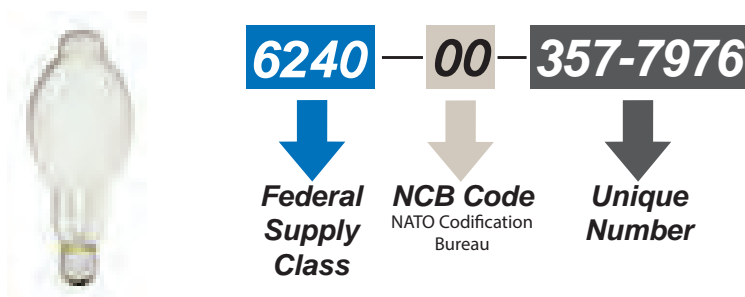 6240 — 00 — 357-7976
Federal Supply Class
NCB Code
NATO Codification Bureau
Unique Number